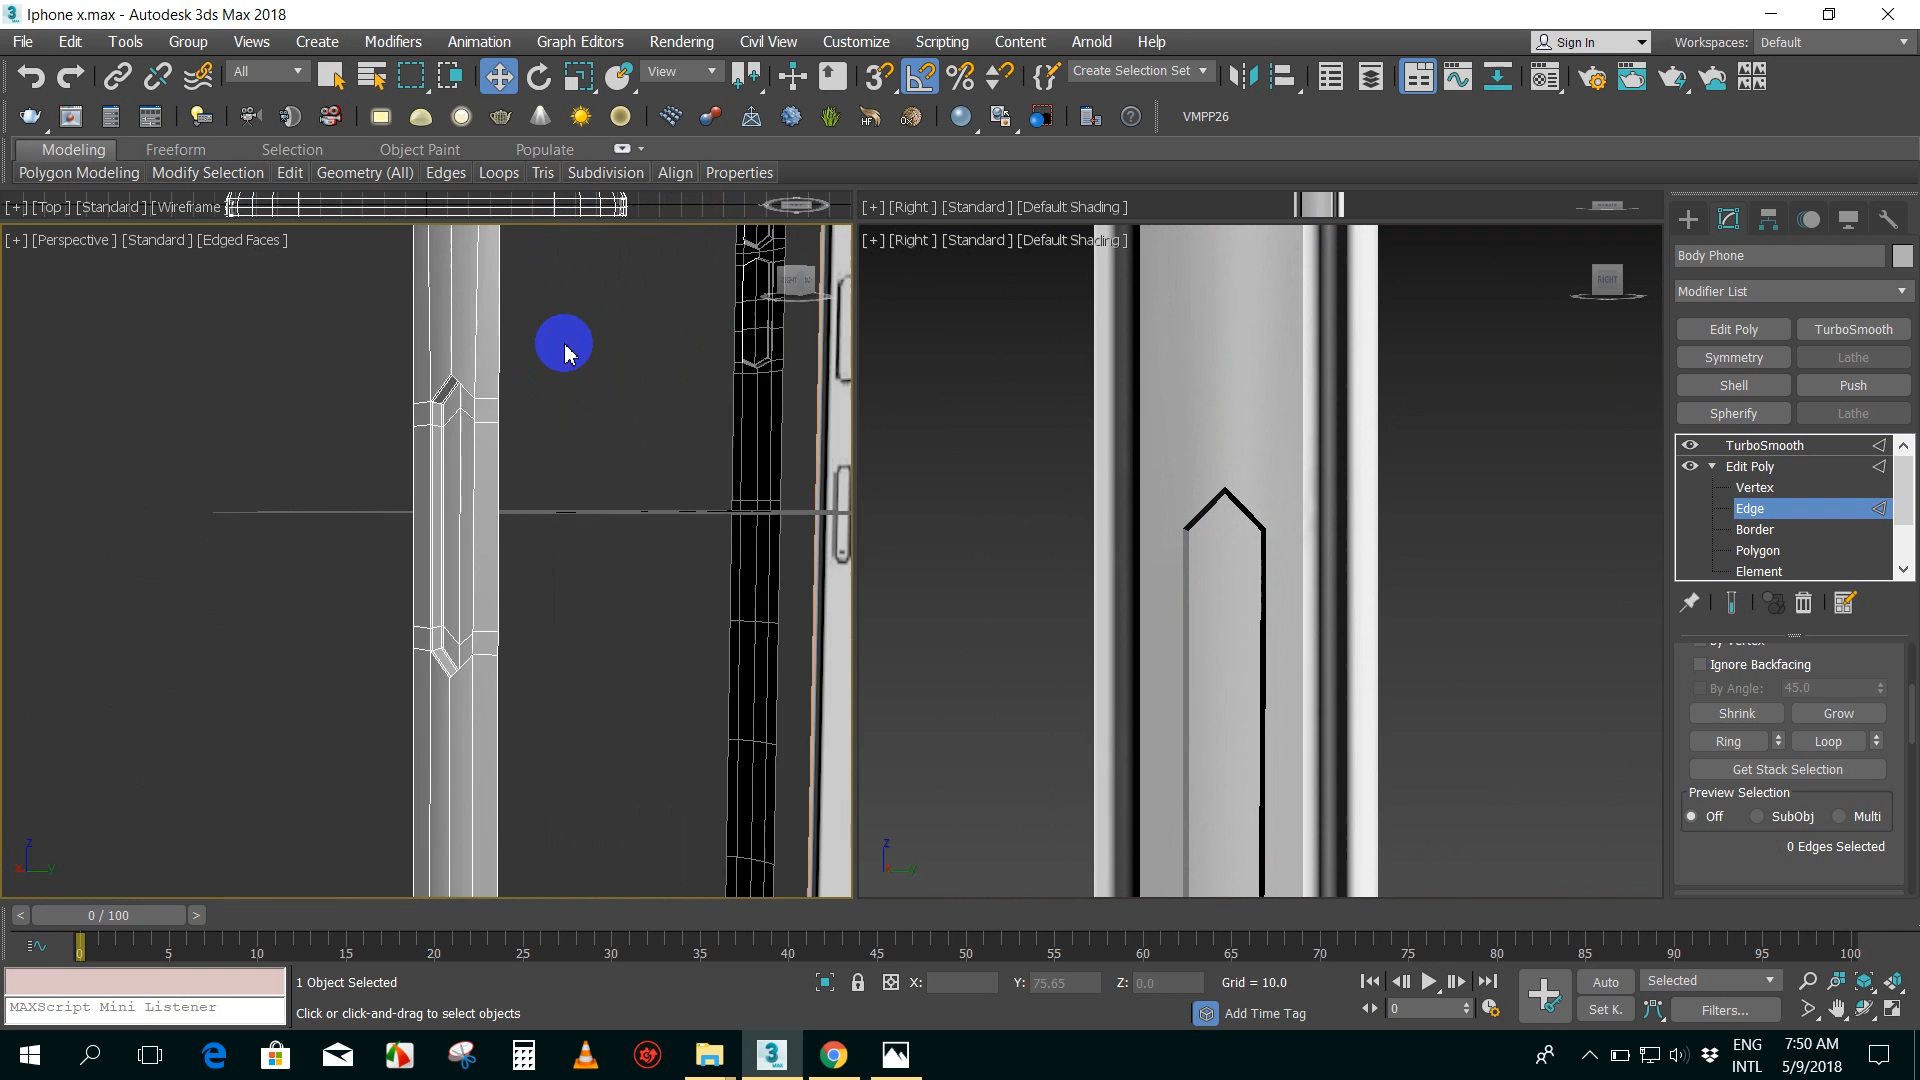 Iphone x.max - Autodesk 3ds Max 2018
File Edit Tools Group Views Create Modifiers Animation Graph Editors Rendering Civil View Customize Scripting Content Arnold Help
Sign In Workspaces: Default
All View Create Selection Set
HF VMPP26
Modeling Freeform Selection Object Paint Populate
Polygon Modeling Modify Selection Edit Geometry (All) Edges Loops Tris Subdivision Align Properties
[+] [Top ] [Standard ] [Wireframe
[+] [Right ] [Standard ] [Default Shading ]
[+] [Perspective ] [Standard ] [Edged Faces ]
[+] [Right ] [Standard ] [Default Shading ]
RIGHT
RIGHT
Body Phone
Modifier List
Edit Poly TurboSmooth
Symmetry Lathe
Shell Push
Spherify Lathe
TurboSmooth
Edit Poly
Vertex
Edge
Border
Polygon
Element
By Vertex
Ignore Backfacing
By Angle: 45.0
Shrink Grow
Ring Loop
Get Stack Selection
Preview Selection
Off SubObj Multi
0 Edges Selected
z
x y
z
x y
< 0 / 100 >
0 5 10 15 20 25 30 35 40 45 50 55 60 65 70 75 80 85 90 95 100
MAXScript Mini Listener
1 Object Selected
Click or click-and-drag to select objects
X: Y: 75.65 Z: 0.0 Grid = 10.0
Add Time Tag
0
Auto Selected
Set K. Filters...
3 MAX
ENG
INTL
7:50 AM
5/9/2018